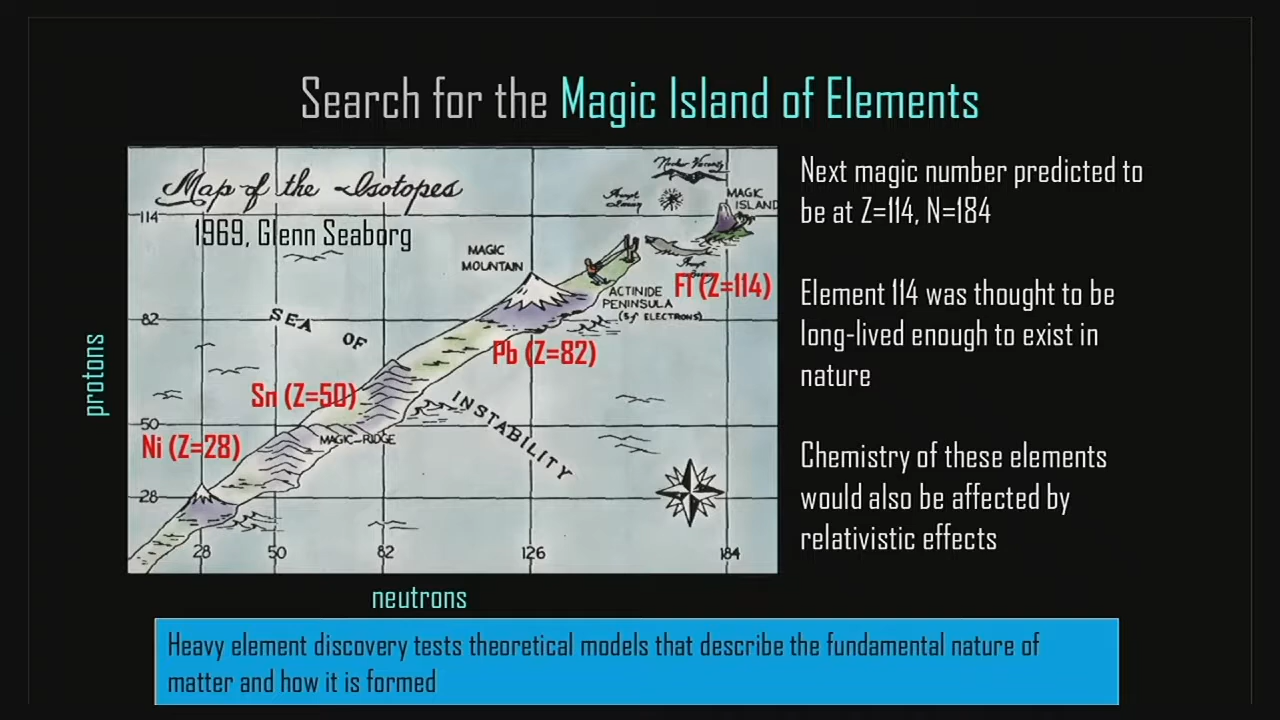 Search for the Magic Island of Elements
Map of the Isotopes
1969, Glenn Seaborg
MAGIC
ISLAND
114
MAGIC
MOUNTAIN
Fl (Z=114)
ACTINIDE
PENINSULA
(5f ELECTRONS)
82
SEA OF
INSTABILITY
Pb (Z=82)
Sn (Z=50)
50
MAGIC-RIDGE
Ni (Z=28)
28
28 50 82 126 184
protons
neutrons
Next magic number predicted to
be at Z=114, N=184
Element 114 was thought to be
long-lived enough to exist in
nature
Chemistry of these elements
would also be affected by
relativistic effects
Heavy element discovery tests theoretical models that describe the fundamental nature of
matter and how it is formed